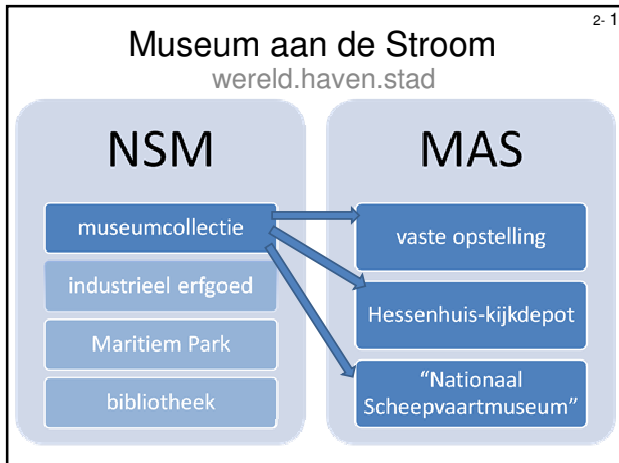 2- 1
Museum aan de Stroom
wereld.haven.stad
NSM
museumcollectie
industrieel erfgoed
Maritiem Park
bibliotheek
MAS
vaste opstelling
Hessenhuis-kijkdepot
“Nationaal
Scheepvaartmuseum”